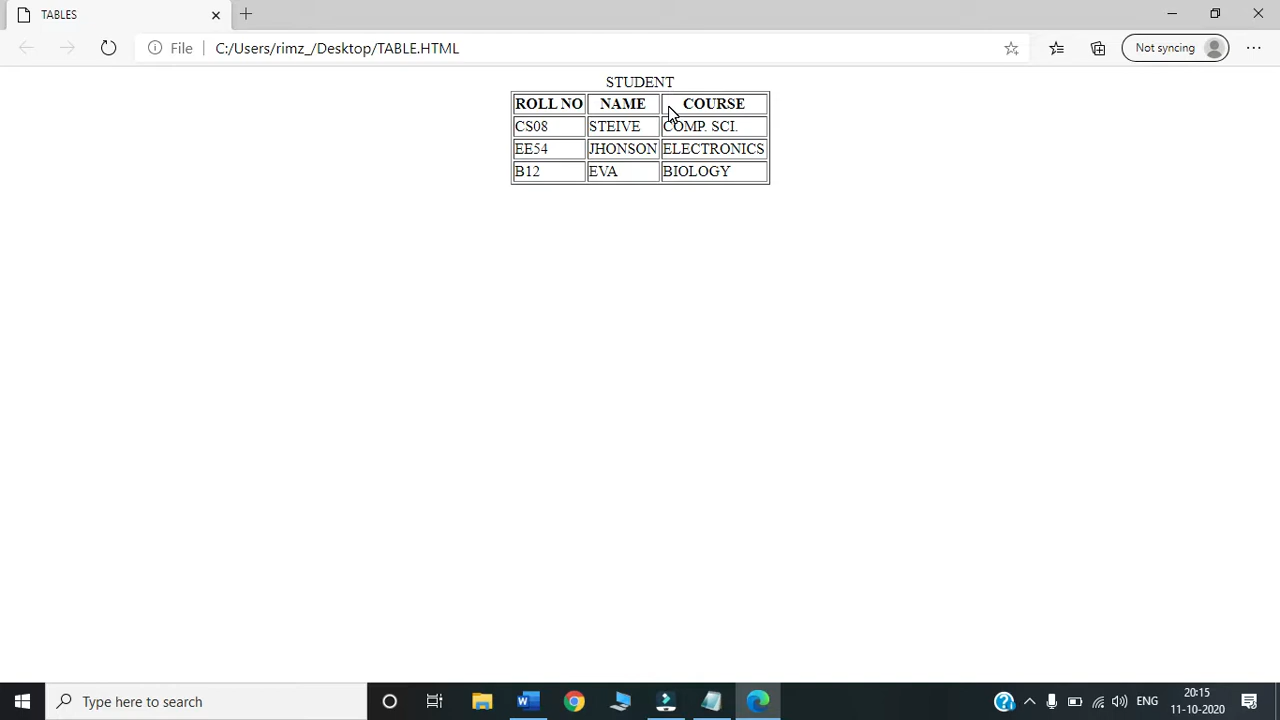 TABLES
File
C:/Users/rimz_/Desktop/TABLE.HTML
Not syncing
STUDENT
ROLL NO NAME COURSE
CS08 STEIVE COMP. SCI.
EE54 JHONSON ELECTRONICS
B12 EVA BIOLOGY
Type here to search
ENG
20:15
11-10-2020